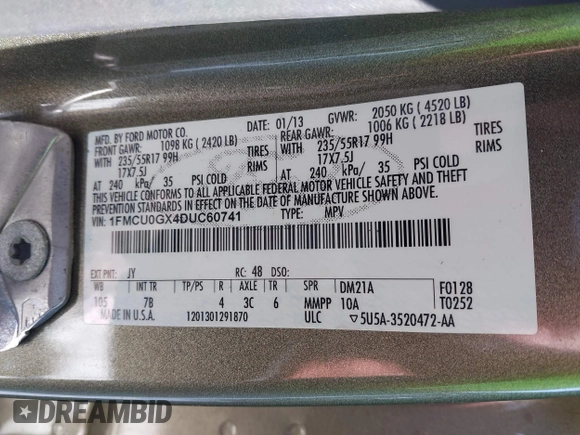 MFD. BY FORD MOTOR CO.
DATE: 01/13 GVWR: 2050 KG ( 4520 LB)
FRONT GAWR: 1098 KG ( 2420 LB) REAR GAWR: 1006 KG ( 2218 LB)
WITH 235/55R17 99H TIRES WITH 235/55R17 99H TIRES
17X7.5J RIMS 17X7.5J RIMS
AT 240 kPa/ 35 PSI COLD AT 240 kPa/ 35 PSI COLD
THIS VEHICLE CONFORMS TO ALL APPLICABLE FEDERAL MOTOR VEHICLE SAFETY AND THEFT
PREVENTION STANDARDS IN EFFECT ON THE DATE OF MANUFACTURE SHOWN ABOVE.
VIN: 1FMCU0GX4DUC60741 TYPE: MPV
EXT PNT: JY RC: 48 DSO:
WB INT TR TP/PS R AXLE TR SPR DM21A F0128
105 7B 4 3C 6 MMPP 10A T0252
MADE IN U.S.A. 1201301291870 ULC 5U5A-3520472-AA
DREAMBID